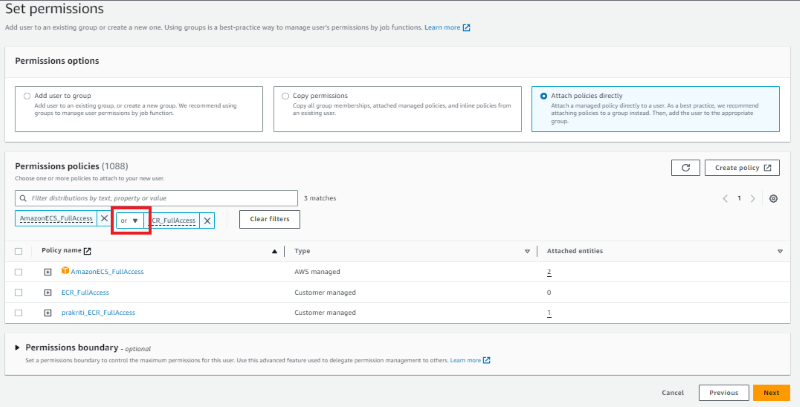 Set permissions
Add user to an existing group or create a new one. Using groups is a best-practice way to manage user's permissions by job functions. Learn more
Permissions options
Add user to group
Add user to an existing group, or create a new group. We recommend using
groups to manage user permissions by job function.
Copy permissions
Copy all group memberships, attached managed policies, and inline policies from
an existing user.
Attach policies directly
Attach a managed policy directly to a user. As a best practice, we recommend
attaching policies to a group instead. Then, add the user to the appropriate
group.
Permissions policies (1088)
Choose one or more policies to attach to your new user.
Create policy
Filter distributions by text, property or value
3 matches
1
AmazonECS_FullAccess
or
ECR_FullAccess
Clear filters
Policy name
Type
Attached entities
AmazonECS_FullAccess
AWS managed
2
ECR_FullAccess
Customer managed
0
prakriti_ECR_FullAccess
Customer managed
1
Permissions boundary - optional
Set a permissions boundary to control the maximum permissions for this user. Use this advanced feature used to delegate permission management to others. Learn more
Cancel
Previous
Next